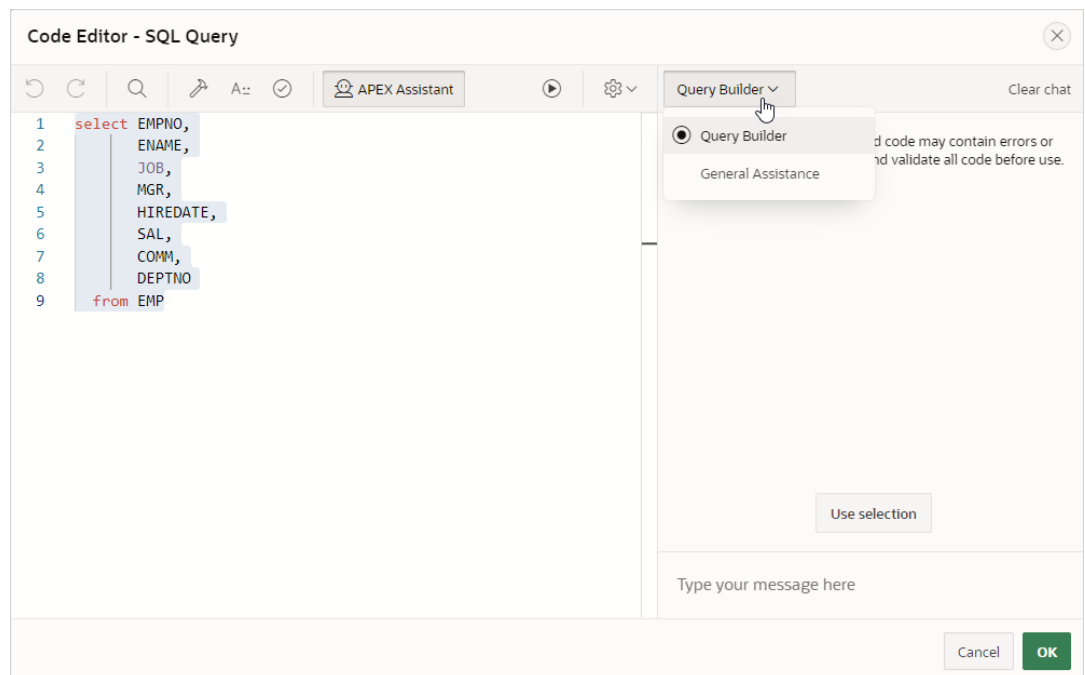 Code Editor - SQL Query
A:: APEX Assistant Query Builder Clear chat
1 select EMPNO,
2 ENAME,
3 JOB,
4 MGR,
5 HIREDATE,
6 SAL,
7 COMM,
8 DEPTNO
9 from EMP
Query Builder
General Assistance
d code may contain errors or
nd validate all code before use.
Use selection
Type your message here
Cancel OK